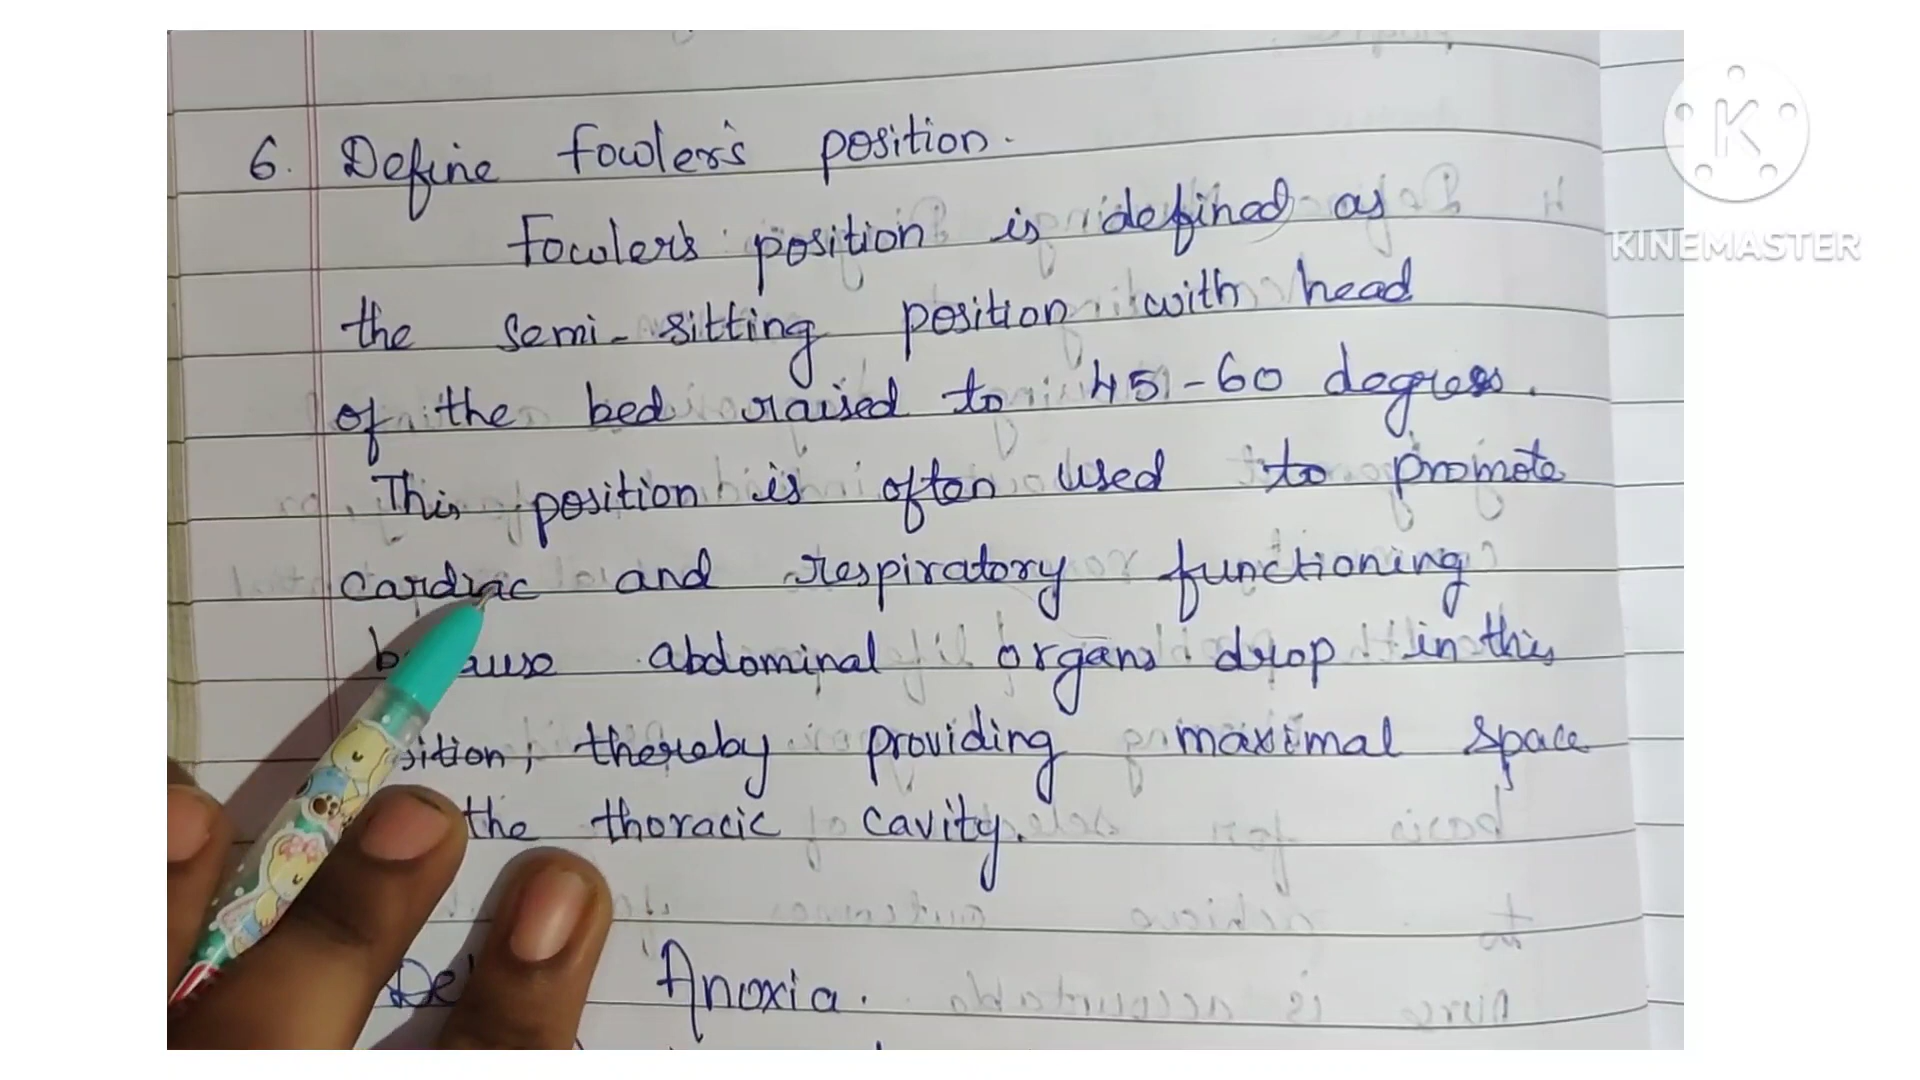 6. Define Fowler's position.
Fowler's position is defined as
the semi-sitting position with head
of the bed raised to 45-60 degrees.
This position is often used to promote
cardiac and respiratory functioning
because abdominal organs drop in this
position, thereby providing maximal space
the thoracic cavity.
Anoxia.
K
KINEMASTER